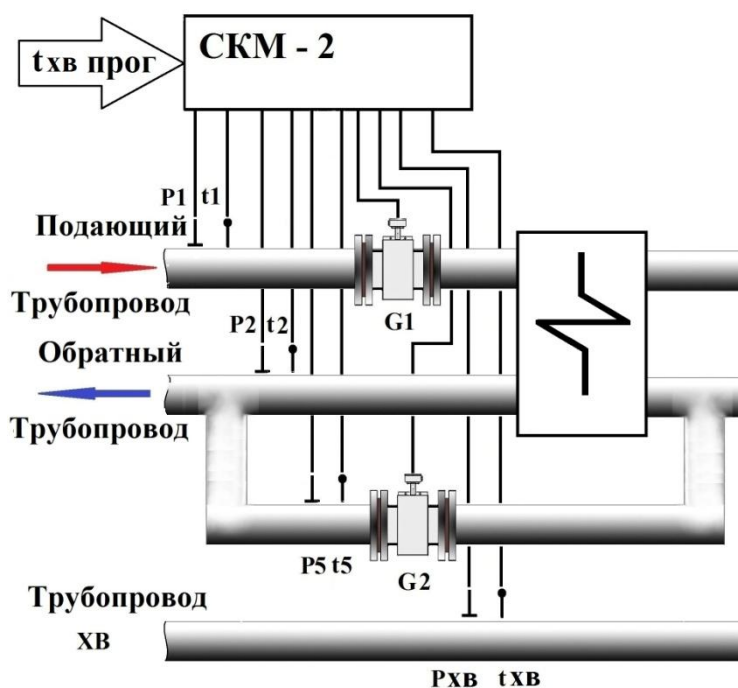 tхв прог
СКМ - 2
P1 t1
Подающий
Трубопровод
G1
P2 t2
Обратный
Трубопровод
P5 t5
G2
Трубопровод
ХВ
PХВ tХВ